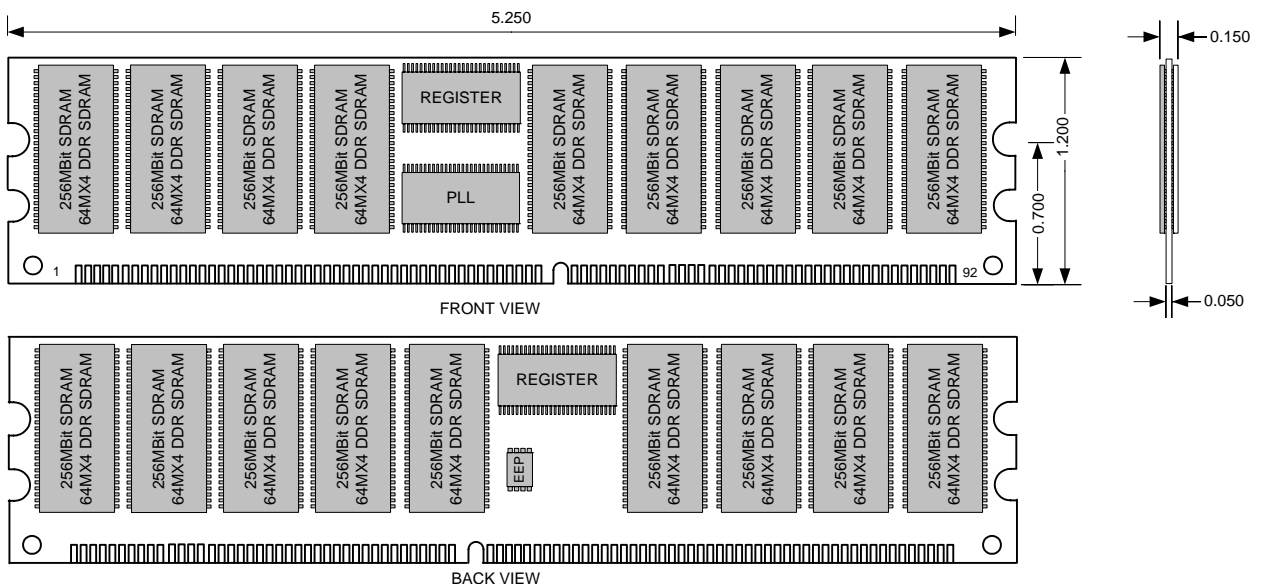 5.250
0.150
256MBit SDRAM
64MX4 DDR SDRAM
256MBit SDRAM
64MX4 DDR SDRAM
256MBit SDRAM
64MX4 DDR SDRAM
256MBit SDRAM
64MX4 DDR SDRAM
REGISTER
PLL
256MBit SDRAM
64MX4 DDR SDRAM
256MBit SDRAM
64MX4 DDR SDRAM
256MBit SDRAM
64MX4 DDR SDRAM
256MBit SDRAM
64MX4 DDR SDRAM
256MBit SDRAM
64MX4 DDR SDRAM
0.700
1.200
1
92
0.050
FRONT VIEW
256MBit SDRAM
64MX4 DDR SDRAM
256MBit SDRAM
64MX4 DDR SDRAM
256MBit SDRAM
64MX4 DDR SDRAM
256MBit SDRAM
64MX4 DDR SDRAM
256MBit SDRAM
64MX4 DDR SDRAM
REGISTER
EEP
256MBit SDRAM
64MX4 DDR SDRAM
256MBit SDRAM
64MX4 DDR SDRAM
256MBit SDRAM
64MX4 DDR SDRAM
256MBit SDRAM
64MX4 DDR SDRAM
BACK VIEW